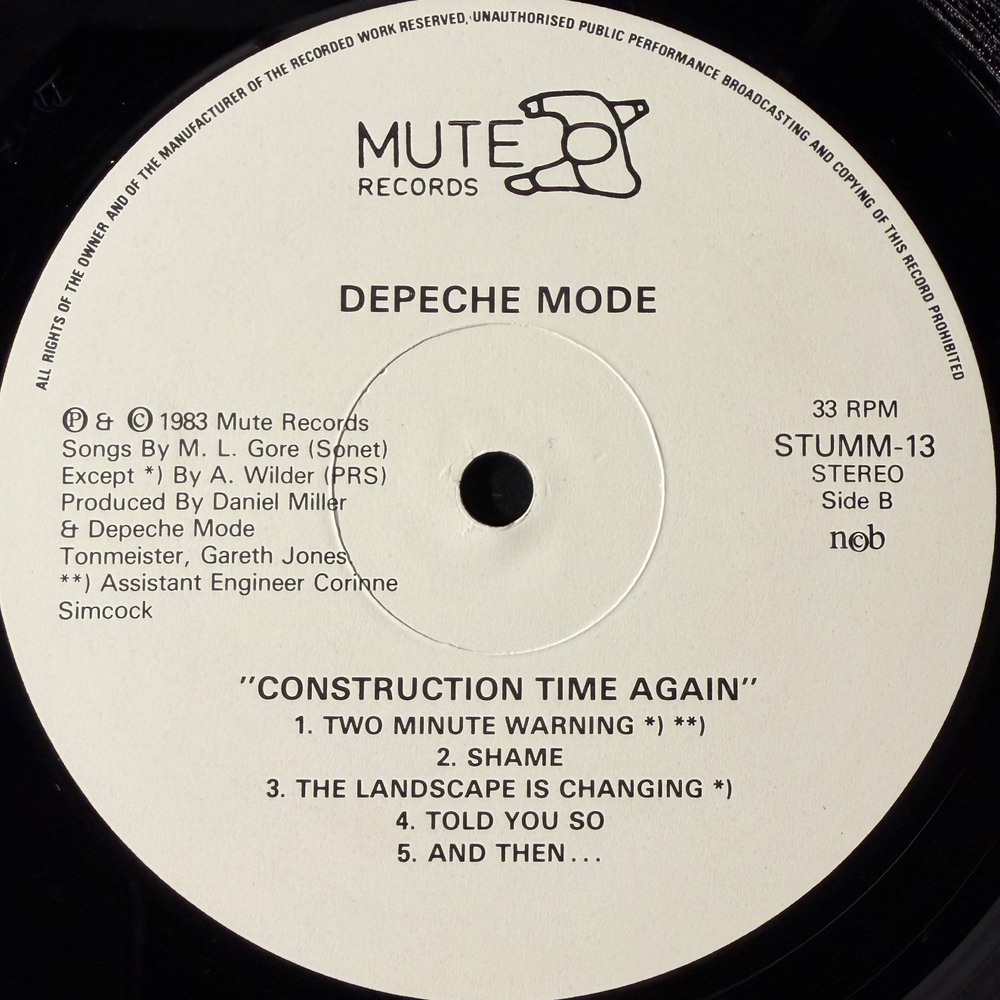 ALL RIGHTS OF THE OWNER AND OF THE MANUFACTURER OF THE RECORDED WORK RESERVED, UNAUTHORISED PUBLIC PERFORMANCE BROADCASTING AND COPYING OF THIS RECORD PROHIBITED
MUTE
RECORDS
DEPECHE MODE
Ⓟ & © 1983 Mute Records
Songs By M. L. Gore (Sonet)
Except *) By A. Wilder (PRS)
Produced By Daniel Miller
& Depeche Mode
Tonmeister, Gareth Jones
**) Assistant Engineer Corinne
Simcock
33 RPM
STUMM-13
STEREO
Side B
n©b
"CONSTRUCTION TIME AGAIN"
1. TWO MINUTE WARNING *) **)
2. SHAME
3. THE LANDSCAPE IS CHANGING *)
4. TOLD YOU SO
5. AND THEN...